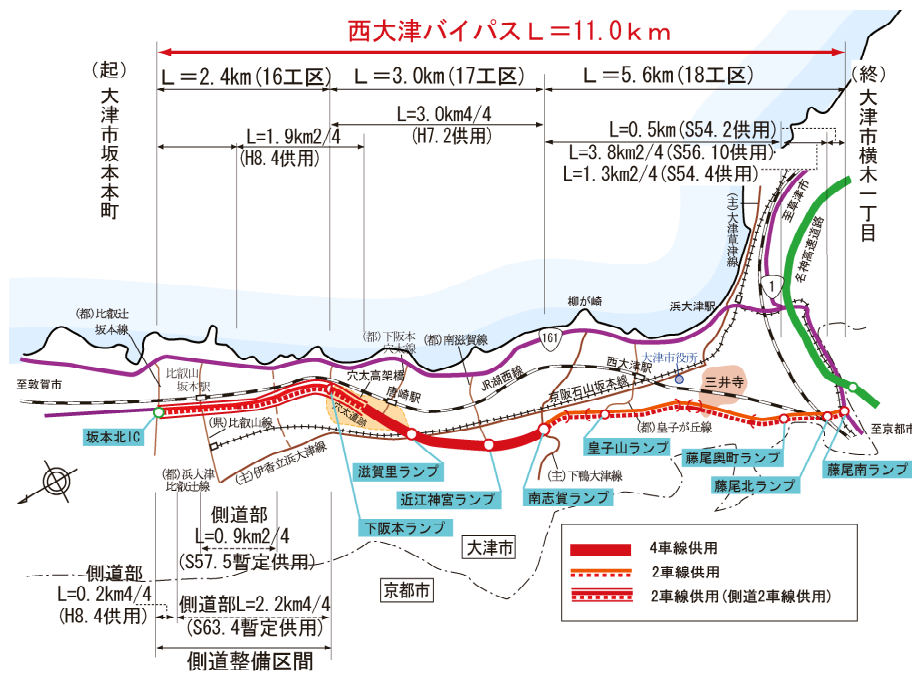 西大津バイパスL=11.0km
(起)大津市坂本本町
L=2.4km(16工区)
L=3.0km(17工区)
L=5.6km(18工区)
(終)大津市横木一丁目
L=3.0km4/4
(H7.2供用)
L=1.9km2/4
(H8.4供用)
L=0.5km(S54.2供用)
L=3.8km2/4(S56.10供用)
L=1.3km2/4(S54.4供用)
(主)大津草津線
至草津市
名神高速道路
1
柳が崎
浜大津駅
(都)比叡辻
坂本線
(都)下阪本
穴太線
(都)南滋賀線
161
大津市役所
西大津駅
三井寺
比叡山
坂本駅
穴太高架橋
唐崎駅
JR湖西線
京阪石山坂本線
至敦賀市
穴太遺跡
(県)比叡山線
(都)皇子が丘線
至京都市
坂本北IC
(主)伊香立浜大津線
滋賀里ランプ
皇子山ランプ
藤尾奥町ランプ
藤尾南ランプ
(都)浜大津
比叡辻線
近江神宮ランプ
南志賀ランプ
(主)下鴨大津線
藤尾北ランプ
下阪本ランプ
側道部
L=0.9km2/4
(S57.5暫定供用)
大津市
京都市
側道部
L=0.2km4/4
(H8.4供用)
側道部L=2.2km4/4
(S63.4暫定供用)
側道整備区間
4車線供用
2車線供用
2車線供用(側道2車線供用)